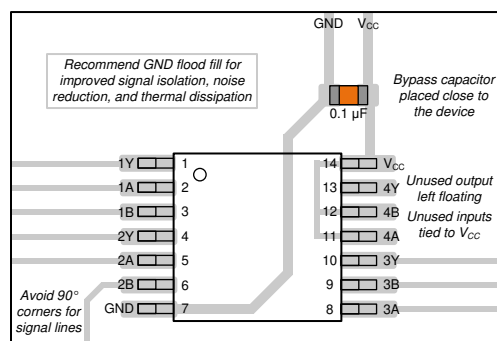 GND V_CC
Recommend GND flood fill for
improved signal isolation, noise
reduction, and thermal dissipation
Bypass capacitor
placed close to
the device
0.1 µF
1Y 1 14 V_CC
1A 2 13 4Y
1B 3 12 4B
2Y 4 11 4A
2A 5 10 3Y
2B 6 9 3B
GND 7 8 3A
Unused output
left floating
Unused inputs
tied to V_CC
Avoid 90°
corners for
signal lines